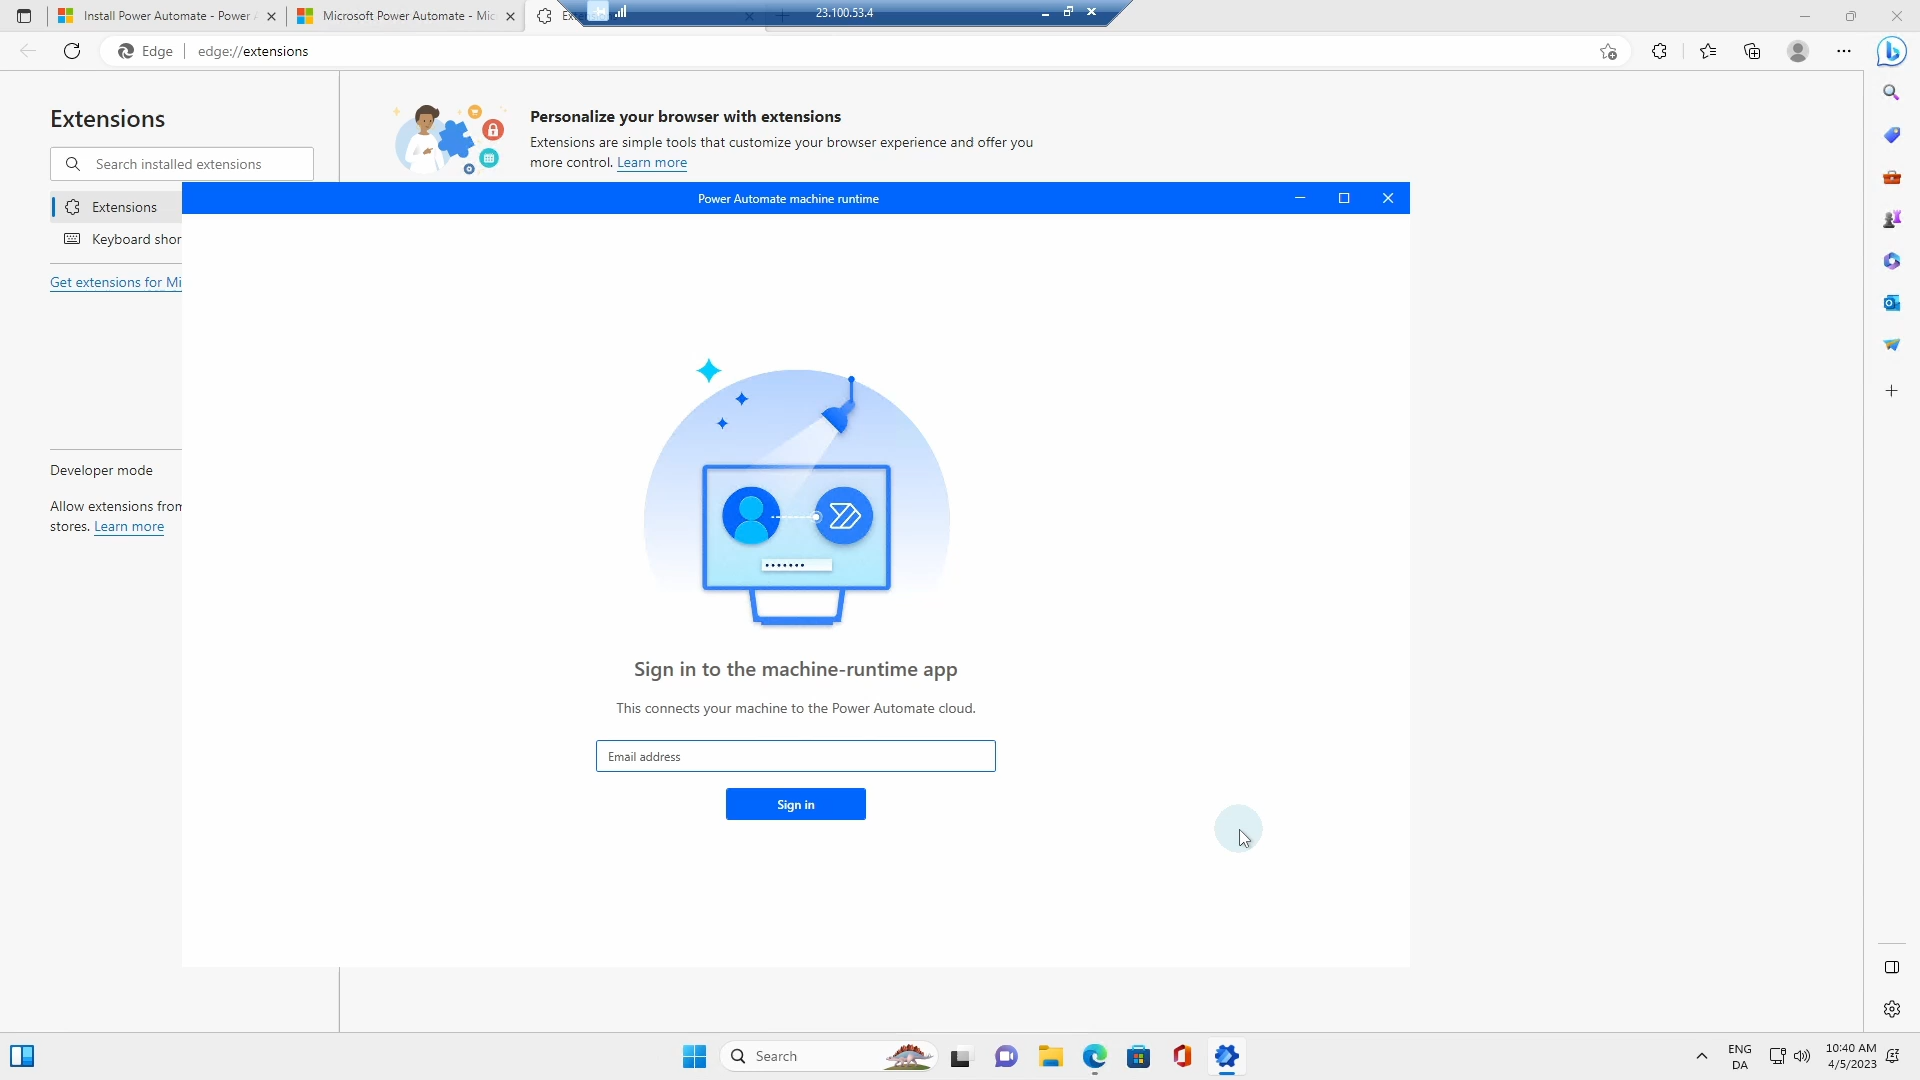 Install Power Automate - Power
Microsoft Power Automate - Mic
23.100.53.4
Edge
edge://extensions
Extensions
Search installed extensions
Extensions
Keyboard shor
Get extensions for Mi
Developer mode
Allow extensions from
stores. Learn more
Personalize your browser with extensions
Extensions are simple tools that customize your browser experience and offer you
more control. Learn more
Power Automate machine runtime
Sign in to the machine-runtime app
This connects your machine to the Power Automate cloud.
Email address
Sign in
Search
ENG
DA
10:40 AM
4/5/2023